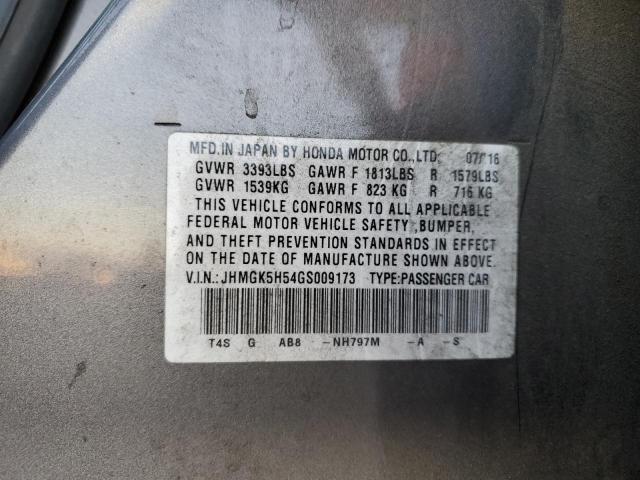 MFD.IN JAPAN BY HONDA MOTOR CO.,LTD. 07/16
GVWR 3393LBS GAWR F 1813LBS R 1579LBS
GVWR 1539KG GAWR F 823 KG R 716 KG
THIS VEHICLE CONFORMS TO ALL APPLICABLE
FEDERAL MOTOR VEHICLE SAFETY ,BUMPER,
AND THEFT PREVENTION STANDARDS IN EFFECT
ON THE DATE OF MANUFACTURE SHOWN ABOVE.
V.I.N.: JHMGK5H54GS009173 TYPE:PASSENGER CAR
T4S G AB8 -NH797M -A -S